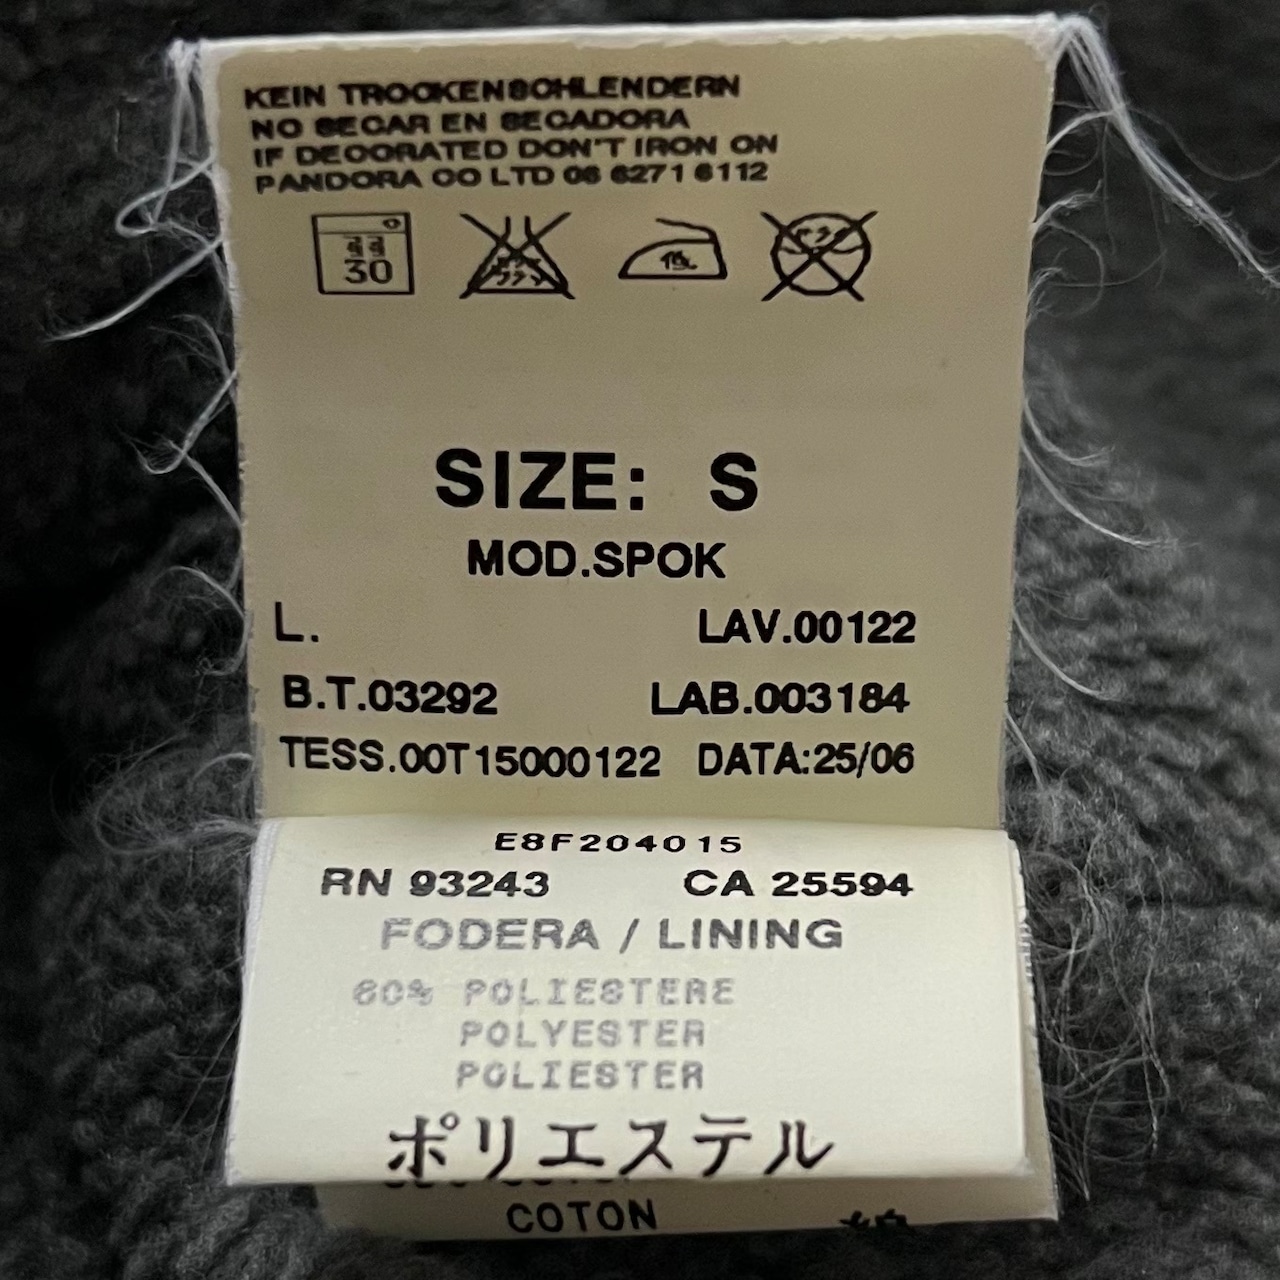 KEIN TROCKENSCHLENDERN
NO SECAR EN SECADORA
IF DECORATED DON'T IRON ON
PANDORA CO LTD 06 6271 6112
30
低
SIZE: S
MOD.SPOK
L. LAV.00122
B.T.03292 LAB.003184
TESS.00T15000122 DATA:25/06
E8F204015
RN 93243 CA 25594
FODERA / LINING
60% POLIESTERE
POLYESTER
POLIESTER
ポリエステル
COTON